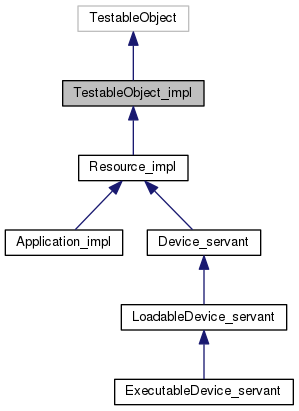 TestableObject
TestableObject_impl
Resource_impl
Application_impl
Device_servant
LoadableDevice_servant
ExecutableDevice_servant